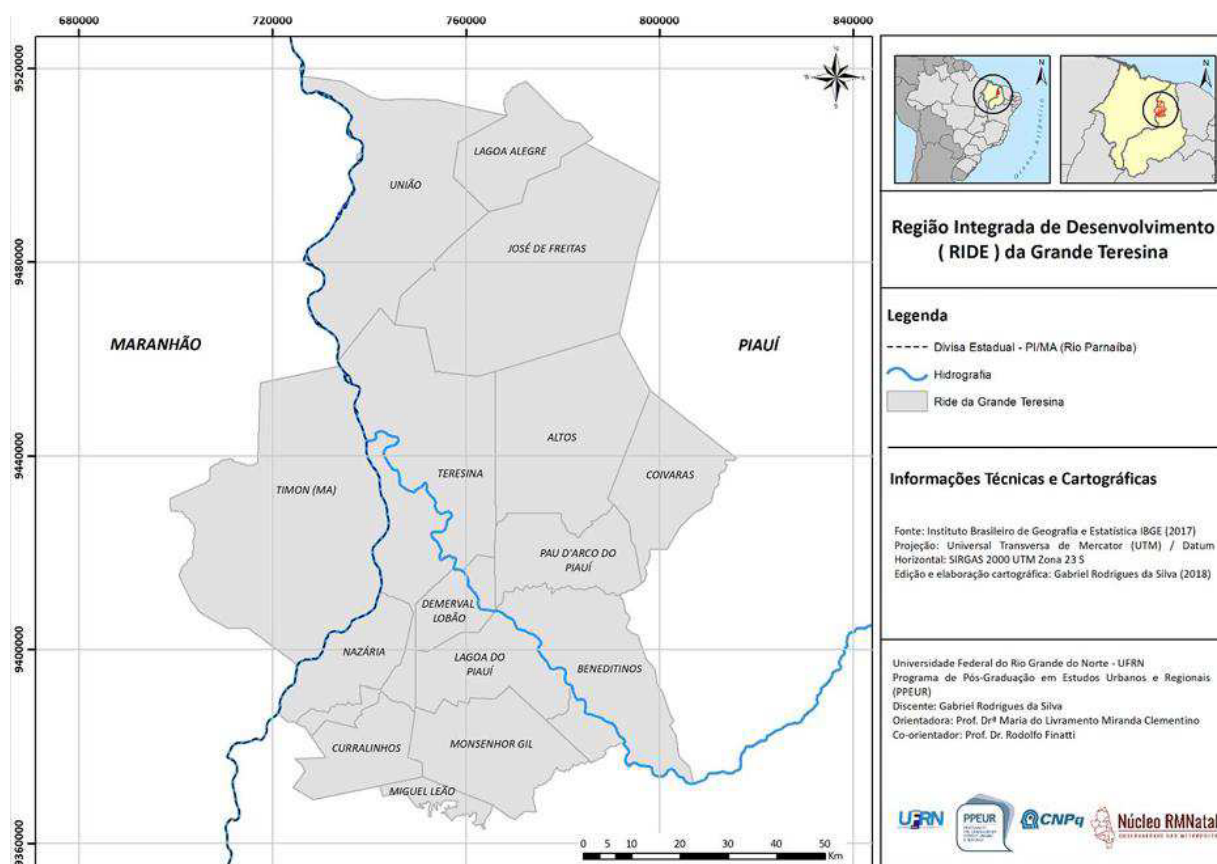 680000
720000
760000
800000
840000
9520000
9480000
9440000
9400000
9360000
N
S
LAGOA ALEGRE
UNIÃO
JOSÉ DE FREITAS
MARANHÃO
PIAUÍ
ALTOS
TERESINA
COIVARAS
TIMON (MA)
PAU D'ARCO DO
PIAUÍ
DEMERVAL
LOBÃO
NAZÁRIA
LAGOA DO
PIAUÍ
BENEDITINOS
CURRALINHOS
MONSENHOR GIL
MIGUEL LEÃO
0 5 10 20 30 40 50
Km
N
N
Região Integrada de Desenvolvimento
( RIDE ) da Grande Teresina
Legenda
Divisa Estadual - PI/MA (Rio Parnaíba)
Hidrografia
Ride da Grande Teresina
Informações Técnicas e Cartográficas
Fonte: Instituto Brasileiro de Geografia e Estatística IBGE (2017)
Projeção: Universal Transversa de Mercator (UTM) / Datum
Horizontal: SIRGAS 2000 UTM Zona 23 S
Edição e elaboração cartográfica: Gabriel Rodrigues da Silva (2018)
Universidade Federal do Rio Grande do Norte - UFRN
Programa de Pós-Graduação em Estudos Urbanos e Regionais
(PPEUR)
Discente: Gabriel Rodrigues da Silva
Orientadora: Prof. Drª Maria do Livramento Miranda Clementino
Co-orientador: Prof. Dr. Rodolfo Finatti
UFRN
PPEUR
CNPq
Núcleo RMNatal